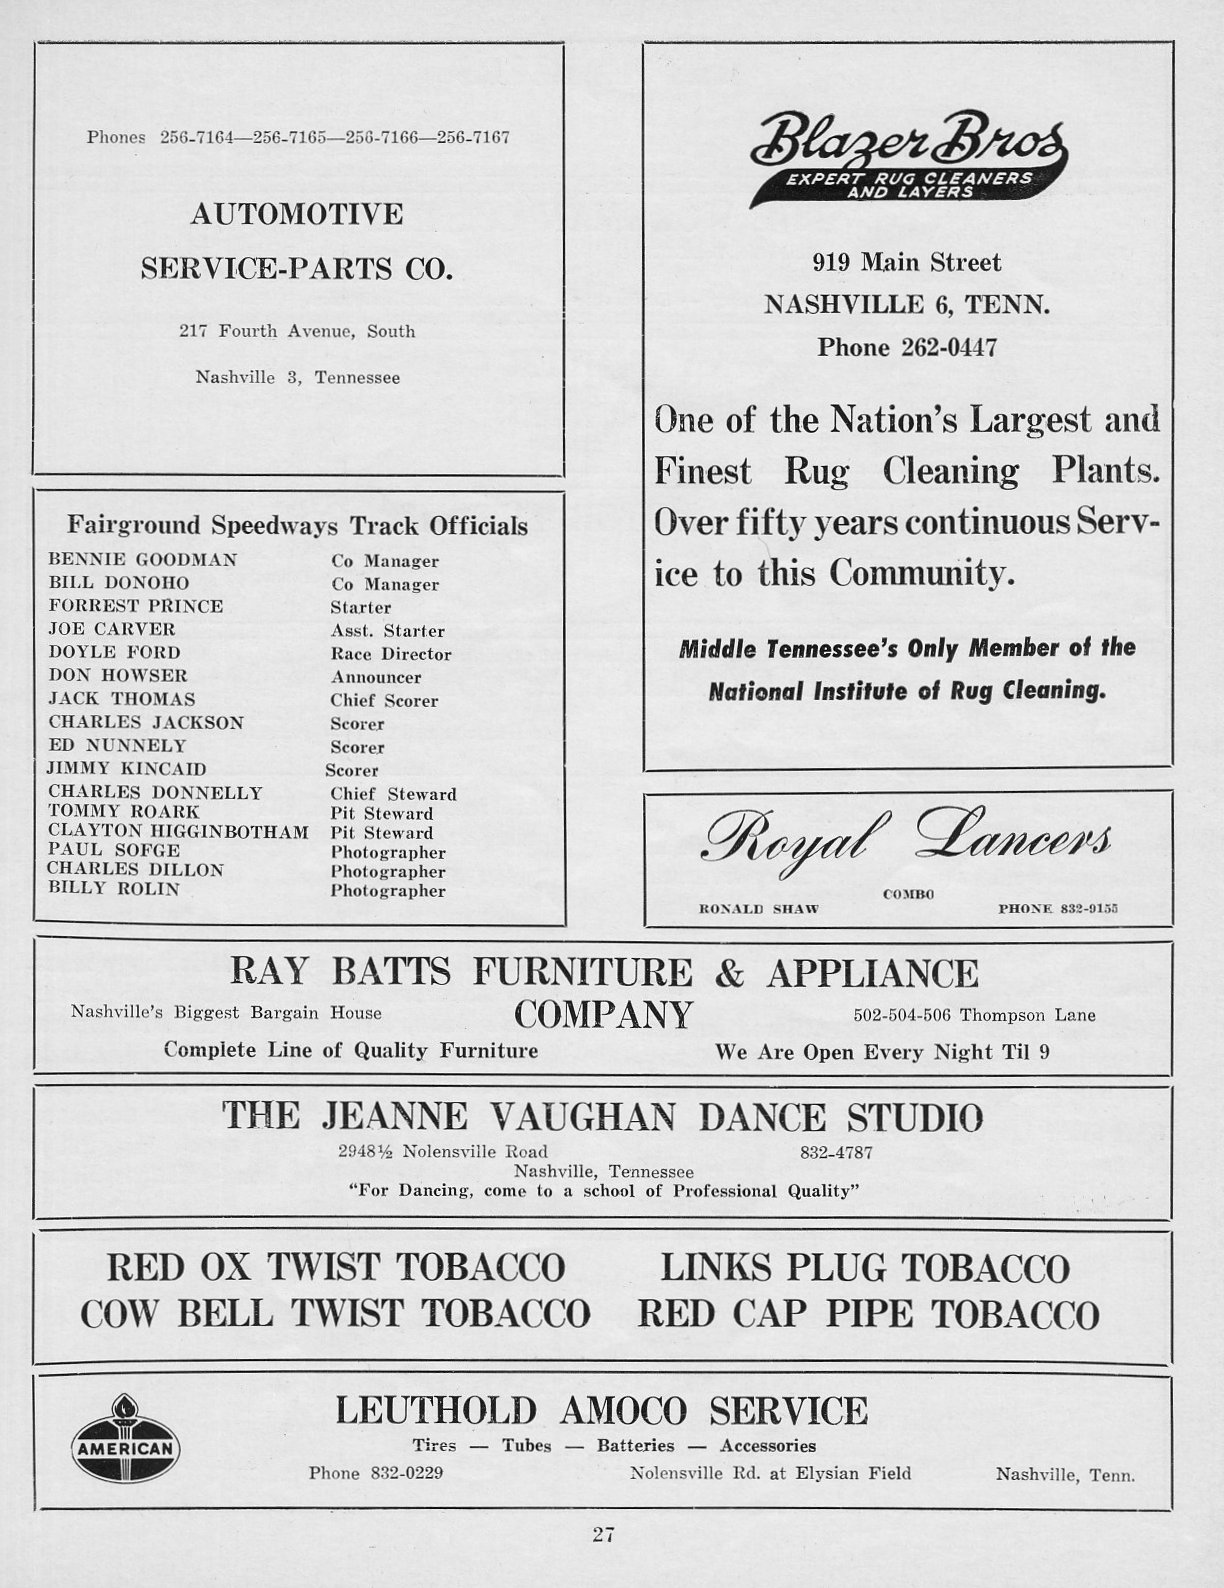 Phones 256-7164—256-7165—256-7166—256-7167
AUTOMOTIVE
SERVICE-PARTS CO.
217 Fourth Avenue, South
Nashville 3, Tennessee
Blazer Bros
EXPERT RUG CLEANERS
AND LAYERS
919 Main Street
NASHVILLE 6, TENN.
Phone 262-0447
One of the Nation's Largest and
Finest Rug Cleaning Plants.
Over fifty years continuous Serv-
ice to this Community.
Middle Tennessee's Only Member of the
National Institute of Rug Cleaning.
Fairground Speedways Track Officials
BENNIE GOODMAN Co Manager
BILL DONOHO Co Manager
FORREST PRINCE Starter
JOE CARVER Asst. Starter
DOYLE FORD Race Director
DON HOWSER Announcer
JACK THOMAS Chief Scorer
CHARLES JACKSON Scorer
ED NUNNELY Scorer
JIMMY KINCAID Scorer
CHARLES DONNELLY Chief Steward
TOMMY ROARK Pit Steward
CLAYTON HIGGINBOTHAM Pit Steward
PAUL SOFGE Photographer
CHARLES DILLON Photographer
BILLY ROLIN Photographer
Royal Lancers
COMBO
RONALD SHAW PHONE 832-9155
RAY BATTS FURNITURE & APPLIANCE
Nashville's Biggest Bargain House COMPANY 502-504-506 Thompson Lane
Complete Line of Quality Furniture We Are Open Every Night Til 9
THE JEANNE VAUGHAN DANCE STUDIO
2948½ Nolensville Road 832-4787
Nashville, Tennessee
"For Dancing, come to a school of Professional Quality"
RED OX TWIST TOBACCO LINKS PLUG TOBACCO
COW BELL TWIST TOBACCO RED CAP PIPE TOBACCO
LEUTHOLD AMOCO SERVICE
AMERICAN
Tires — Tubes — Batteries — Accessories
Phone 832-0229 Nolensville Rd. at Elysian Field Nashville, Tenn.
27